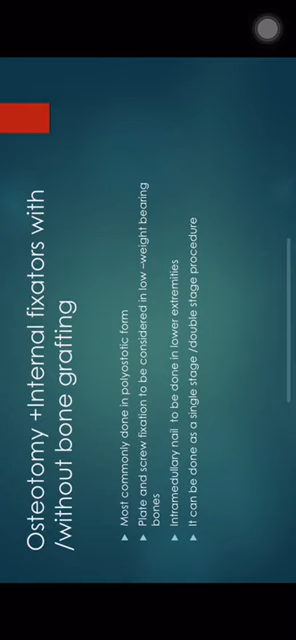 Osteotomy +Internal fixators with
/without bone grafting
Most commonly done in polyostotic form
Plate and screw fixation to be considered in low –weight bearing
bones
Intramedullary nail to be done in lower extremities
It can be done as a single stage /double stage procedure